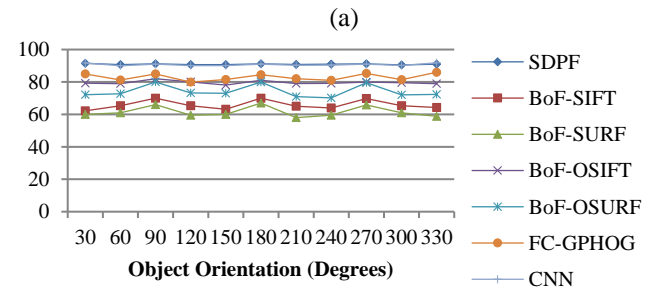 (a)
100
80
60
40
20
0
30 60 90 120 150 180 210 240 270 300 330
Object Orientation (Degrees)
SDPF
BoF-SIFT
BoF-SURF
BoF-OSIFT
BoF-OSURF
FC-GPHOG
CNN